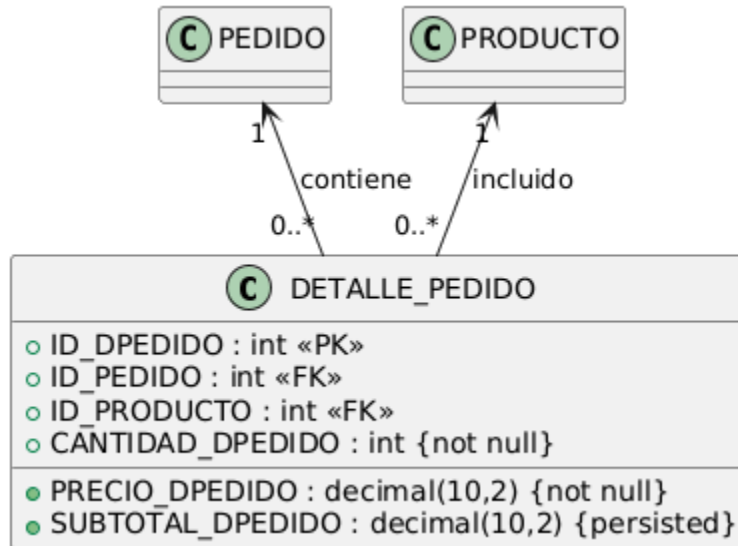 C PEDIDO
C PRODUCTO
1
1
contiene
incluido
0..*
0..*
C DETALLE_PEDIDO
ID_DPEDIDO : int «PK»
ID_PEDIDO : int «FK»
ID_PRODUCTO : int «FK»
CANTIDAD_DPEDIDO : int {not null}
PRECIO_DPEDIDO : decimal(10,2) {not null}
SUBTOTAL_DPEDIDO : decimal(10,2) {persisted}